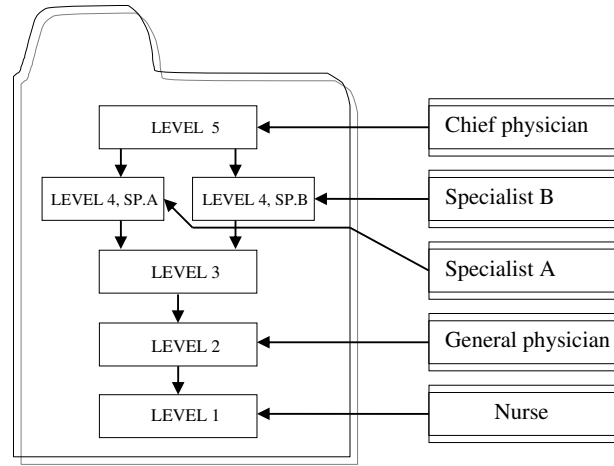 LEVEL 5
Chief physician
LEVEL 4, SP.A
LEVEL 4, SP.B
Specialist B
LEVEL 3
Specialist A
LEVEL 2
General physician
LEVEL 1
Nurse